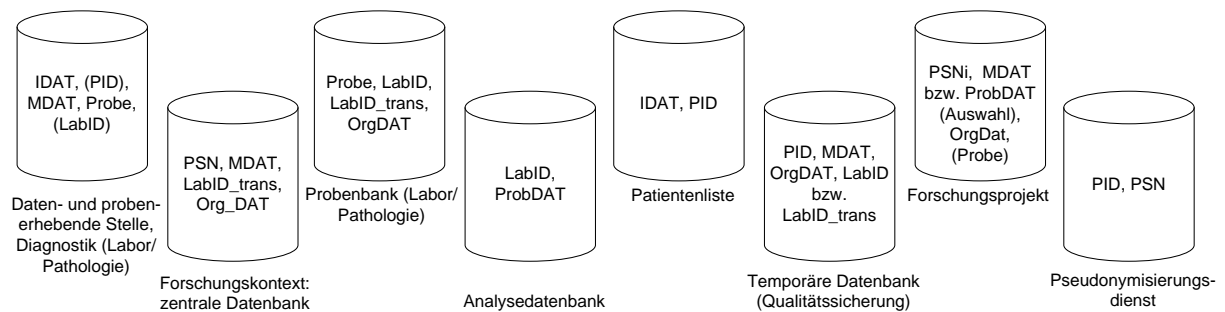 IDAT, (PID),
MDAT, Probe,
(LabID)
Daten- und proben-
erhebende Stelle,
Diagnostik (Labor/
Pathologie)
PSN, MDAT,
LabID_trans,
Org_DAT
Forschungskontext:
zentrale Datenbank
Probe, LabID,
LabID_trans,
OrgDAT
Probenbank (Labor/
Pathologie)
LabID,
ProbDAT
Analysedatenbank
IDAT, PID
Patientenliste
PID, MDAT,
OrgDAT, LabID
bzw.
LabID_trans
Temporäre Datenbank
(Qualitätssicherung)
PSNi, MDAT
bzw. ProbDAT
(Auswahl),
OrgDat,
(Probe)
Forschungsprojekt
PID, PSN
Pseudonymisierungs-
dienst